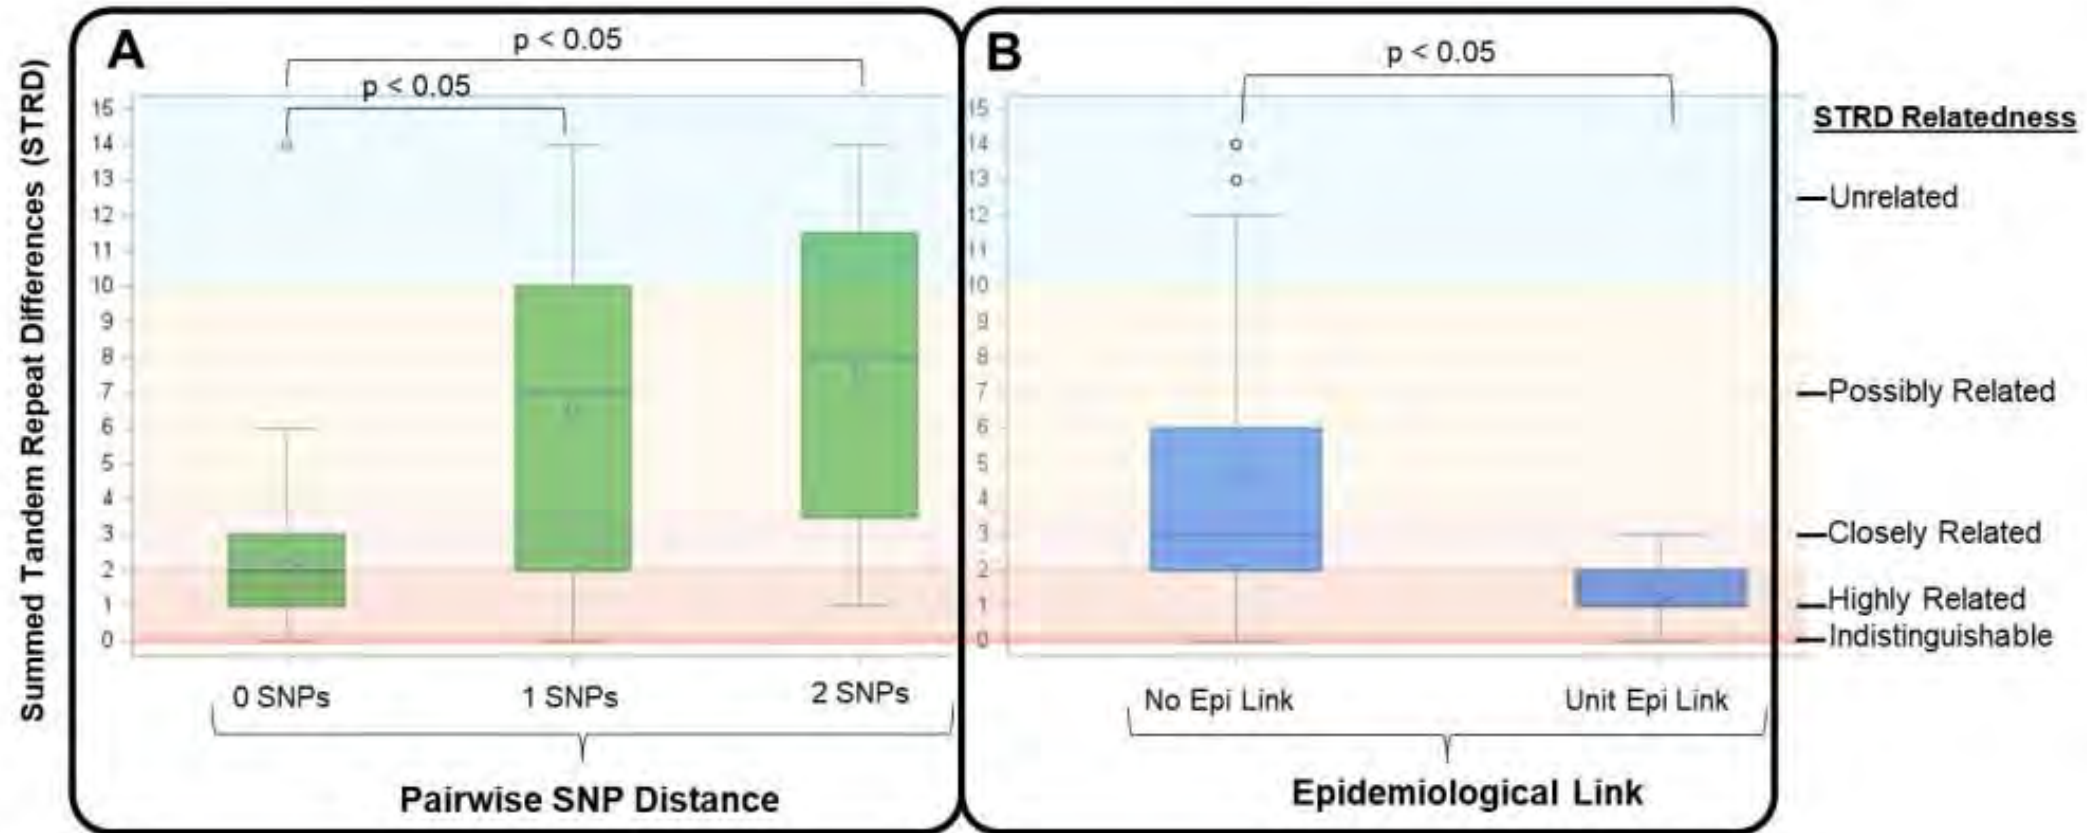 A
p < 0.05
p < 0.05
Summed Tandem Repeat Differences (STRD)
15
14
13
12
11
10
9
8
7
6
5
4
3
2
1
0
0 SNPs
1 SNPs
2 SNPs
Pairwise SNP Distance
B
p < 0.05
15
14
13
12
11
10
9
8
7
6
5
4
3
2
1
0
No Epi Link
Unit Epi Link
Epidemiological Link
STRD Relatedness
Unrelated
Possibly Related
Closely Related
Highly Related
Indistinguishable